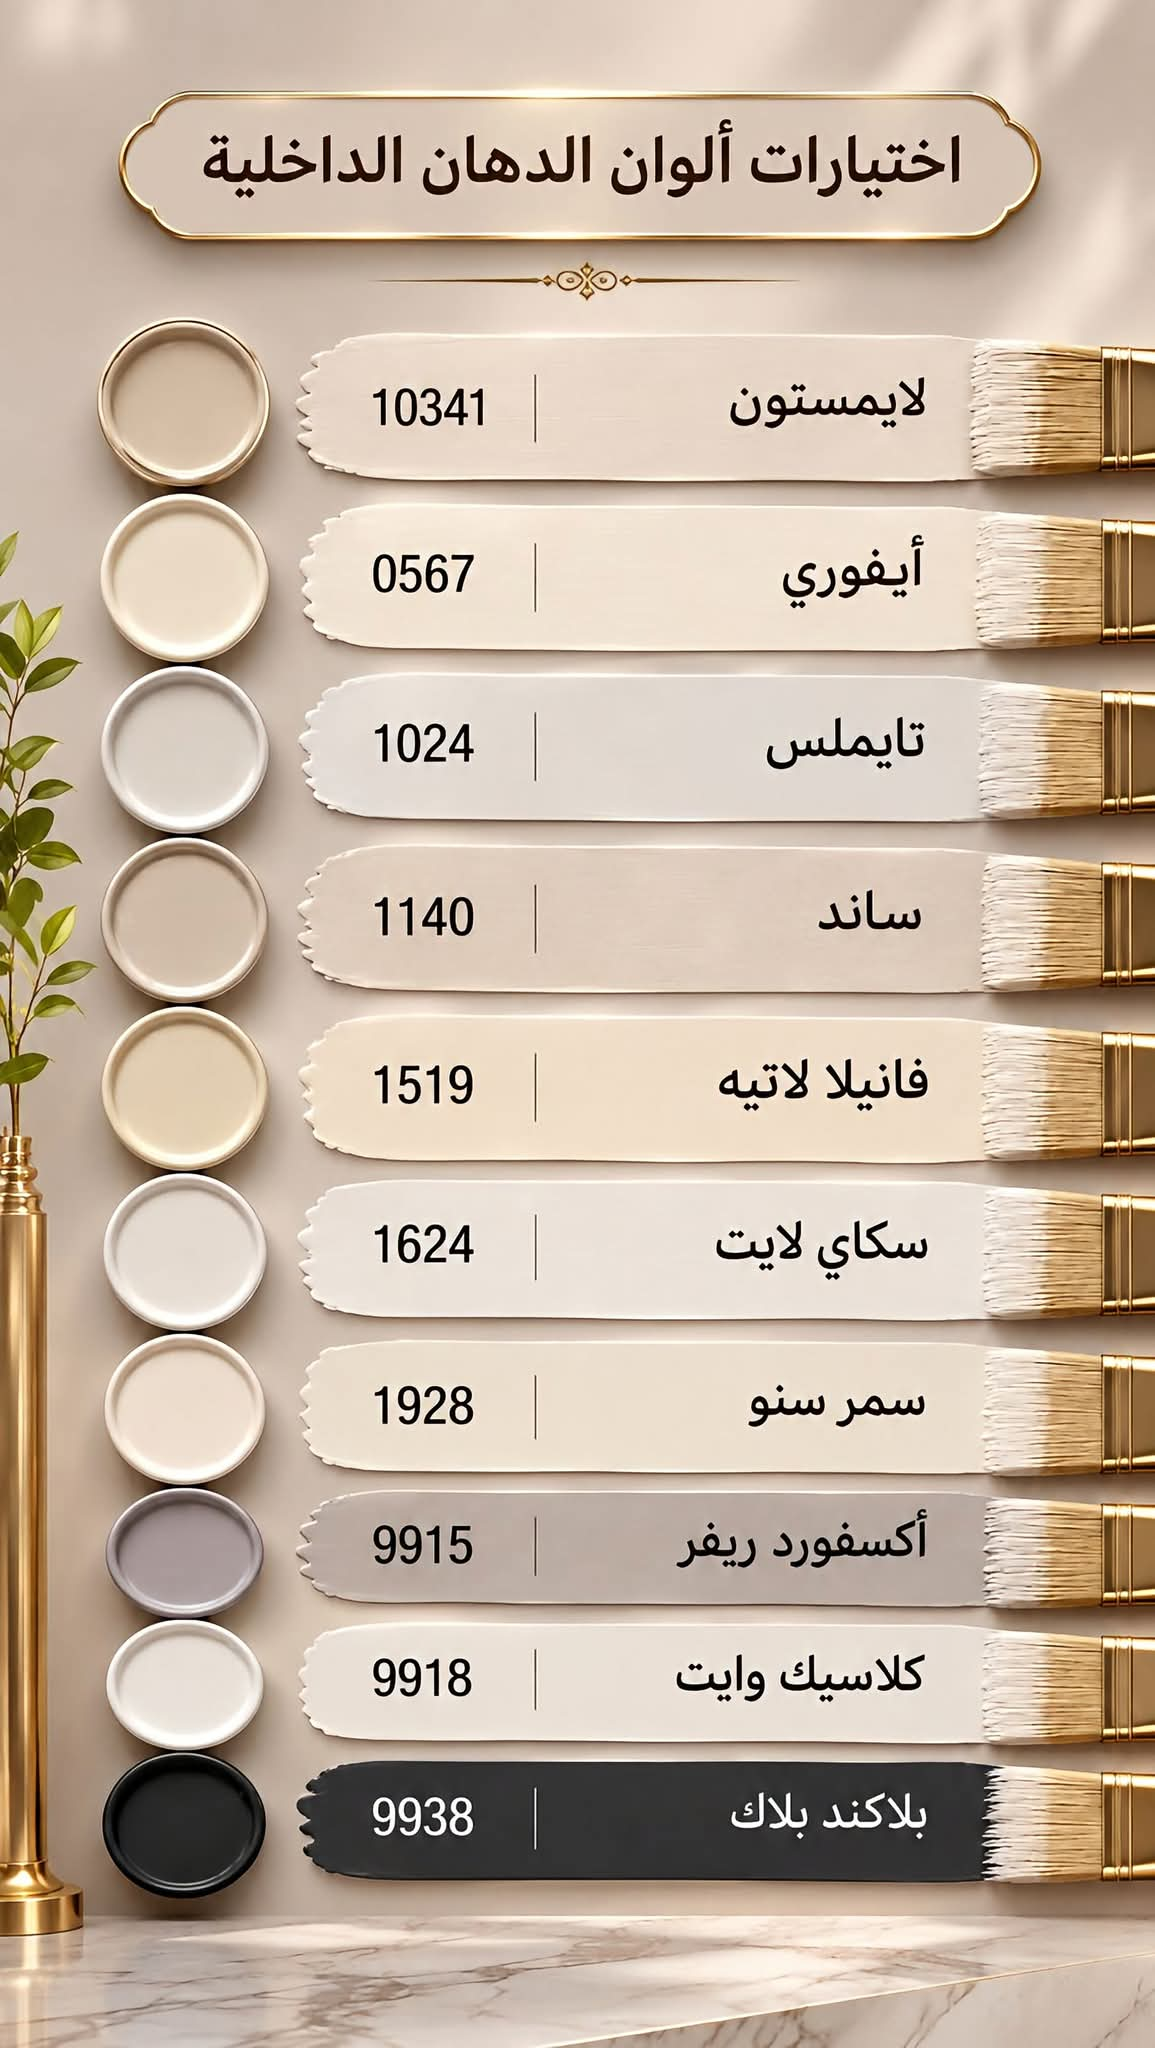 اختيارات ألوان الدهان الداخلية
لايمستون 10341
أيفوري 0567
تايملس 1024
ساند 1140
فانيلا لاتيه 1519
سكاي لايت 1624
سمر سنو 1928
أكسفورد ريفر 9915
كلاسيك وايت 9918
بلاكند بلاك 9938